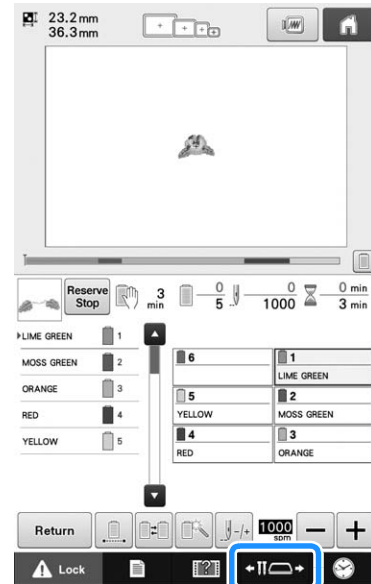 23.2 mm
36.3 mm
Reserve
Stop
3
min
0
5
0
1000
0 min
3 min
LIME GREEN 1
MOSS GREEN 2
ORANGE 3
RED 4
YELLOW 5
6
1
LIME GREEN
5
YELLOW
2
MOSS GREEN
4
RED
3
ORANGE
Return
-/+
1000
spm
Lock
?